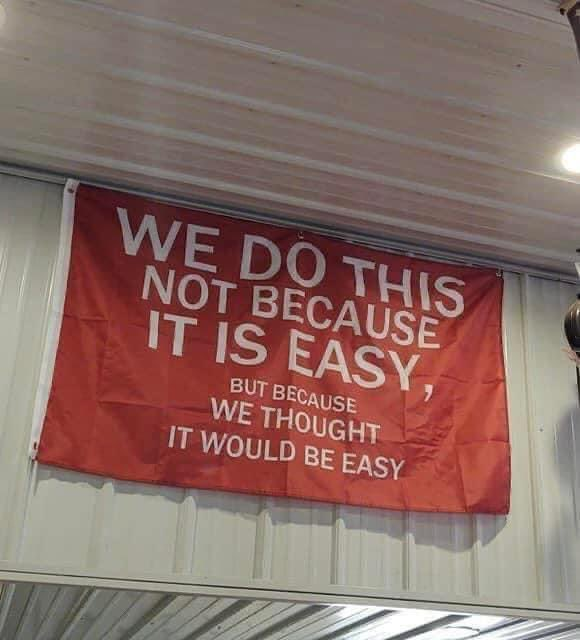 WE DO THIS
NOT BECAUSE
IT IS EASY,
BUT BECAUSE
WE THOUGHT
IT WOULD BE EASY